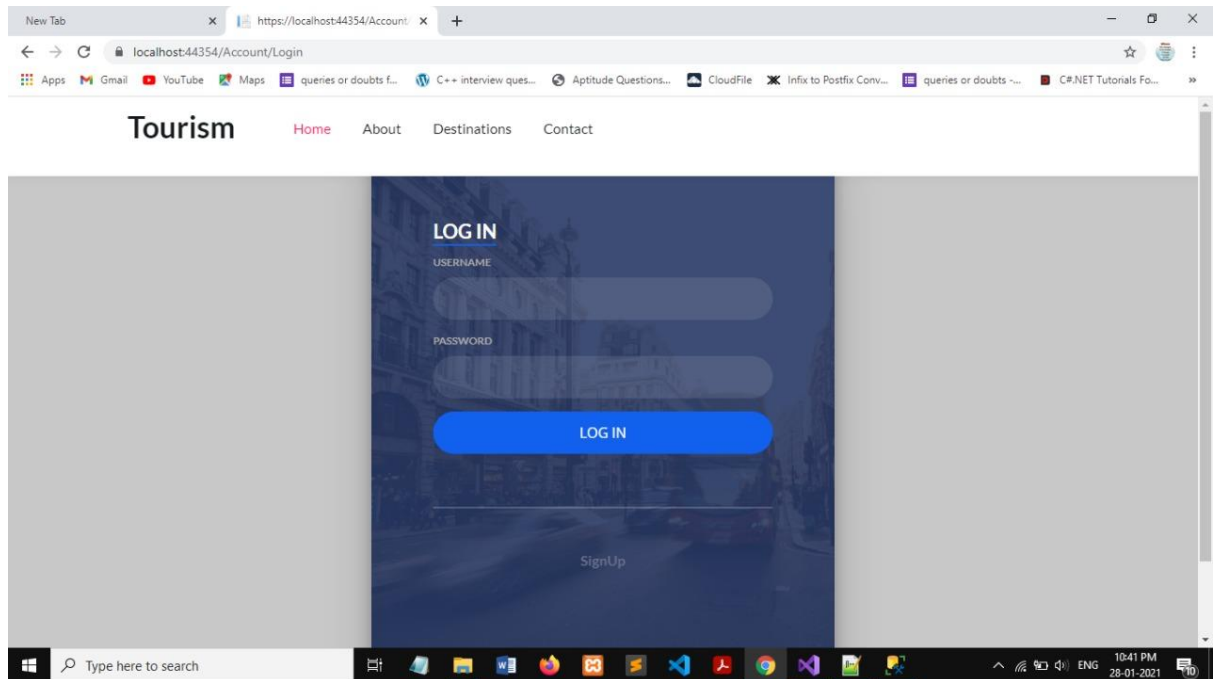 New Tab https://localhost:44354/Account/
localhost:44354/Account/Login
Apps Gmail YouTube Maps queries or doubts f... C++ interview ques... Aptitude Questions... CloudFile Infix to Postfix Conv... queries or doubts -... C#.NET Tutorials Fo... »
Tourism Home About Destinations Contact
LOG IN
USERNAME
PASSWORD
LOG IN
SignUp
Type here to search ENG 10:41 PM
28-01-2021
10